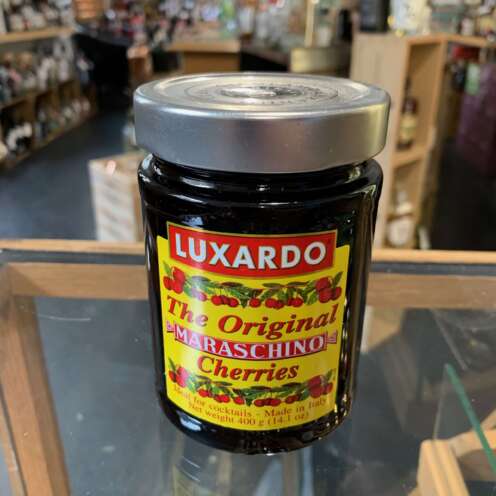 LUXARDO
The Original
MARASCHINO
Cherries
Ideal for cocktails - Made in Italy
Net weight 400 g (14.1 oz)